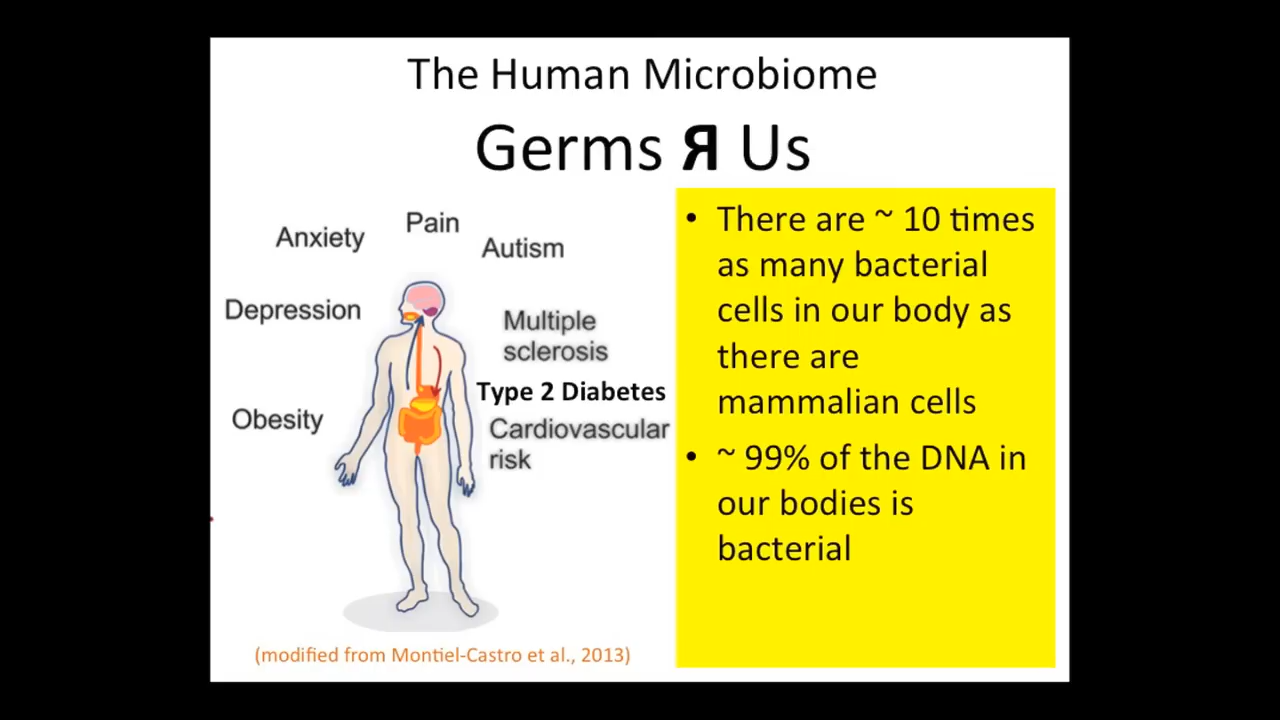 The Human Microbiome
Germs Я Us
Pain
Anxiety
Autism
Depression
Multiple
sclerosis
Type 2 Diabetes
Obesity
Cardiovascular
risk
(modified from Montiel-Castro et al., 2013)
• There are ~ 10 times
as many bacterial
cells in our body as
there are
mammalian cells
• ~ 99% of the DNA in
our bodies is
bacterial